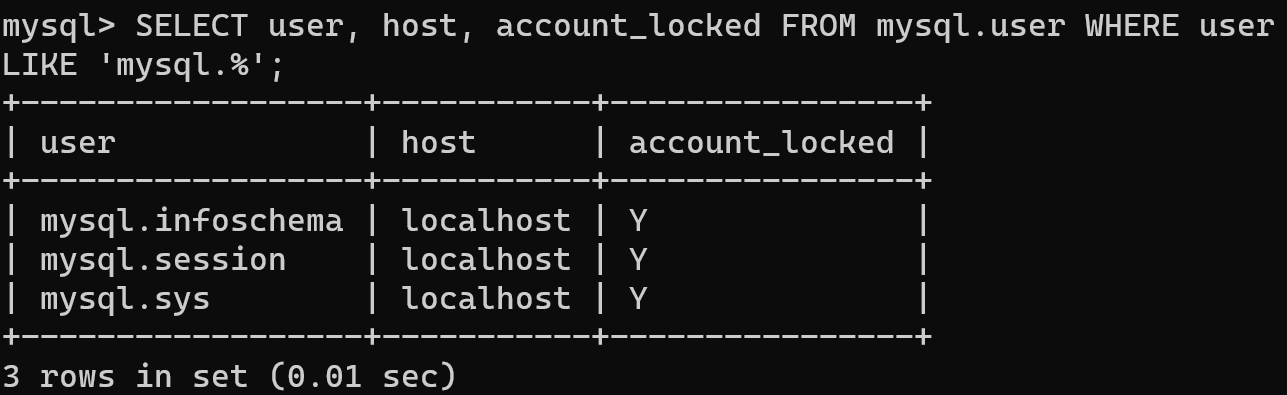 mysql> SELECT user, host, account_locked FROM mysql.user WHERE user
LIKE 'mysql.%';
+------------------+-----------+----------------+
| user             | host      | account_locked |
+------------------+-----------+----------------+
| mysql.infoschema | localhost | Y              |
| mysql.session    | localhost | Y              |
| mysql.sys        | localhost | Y              |
+------------------+-----------+----------------+
3 rows in set (0.01 sec)